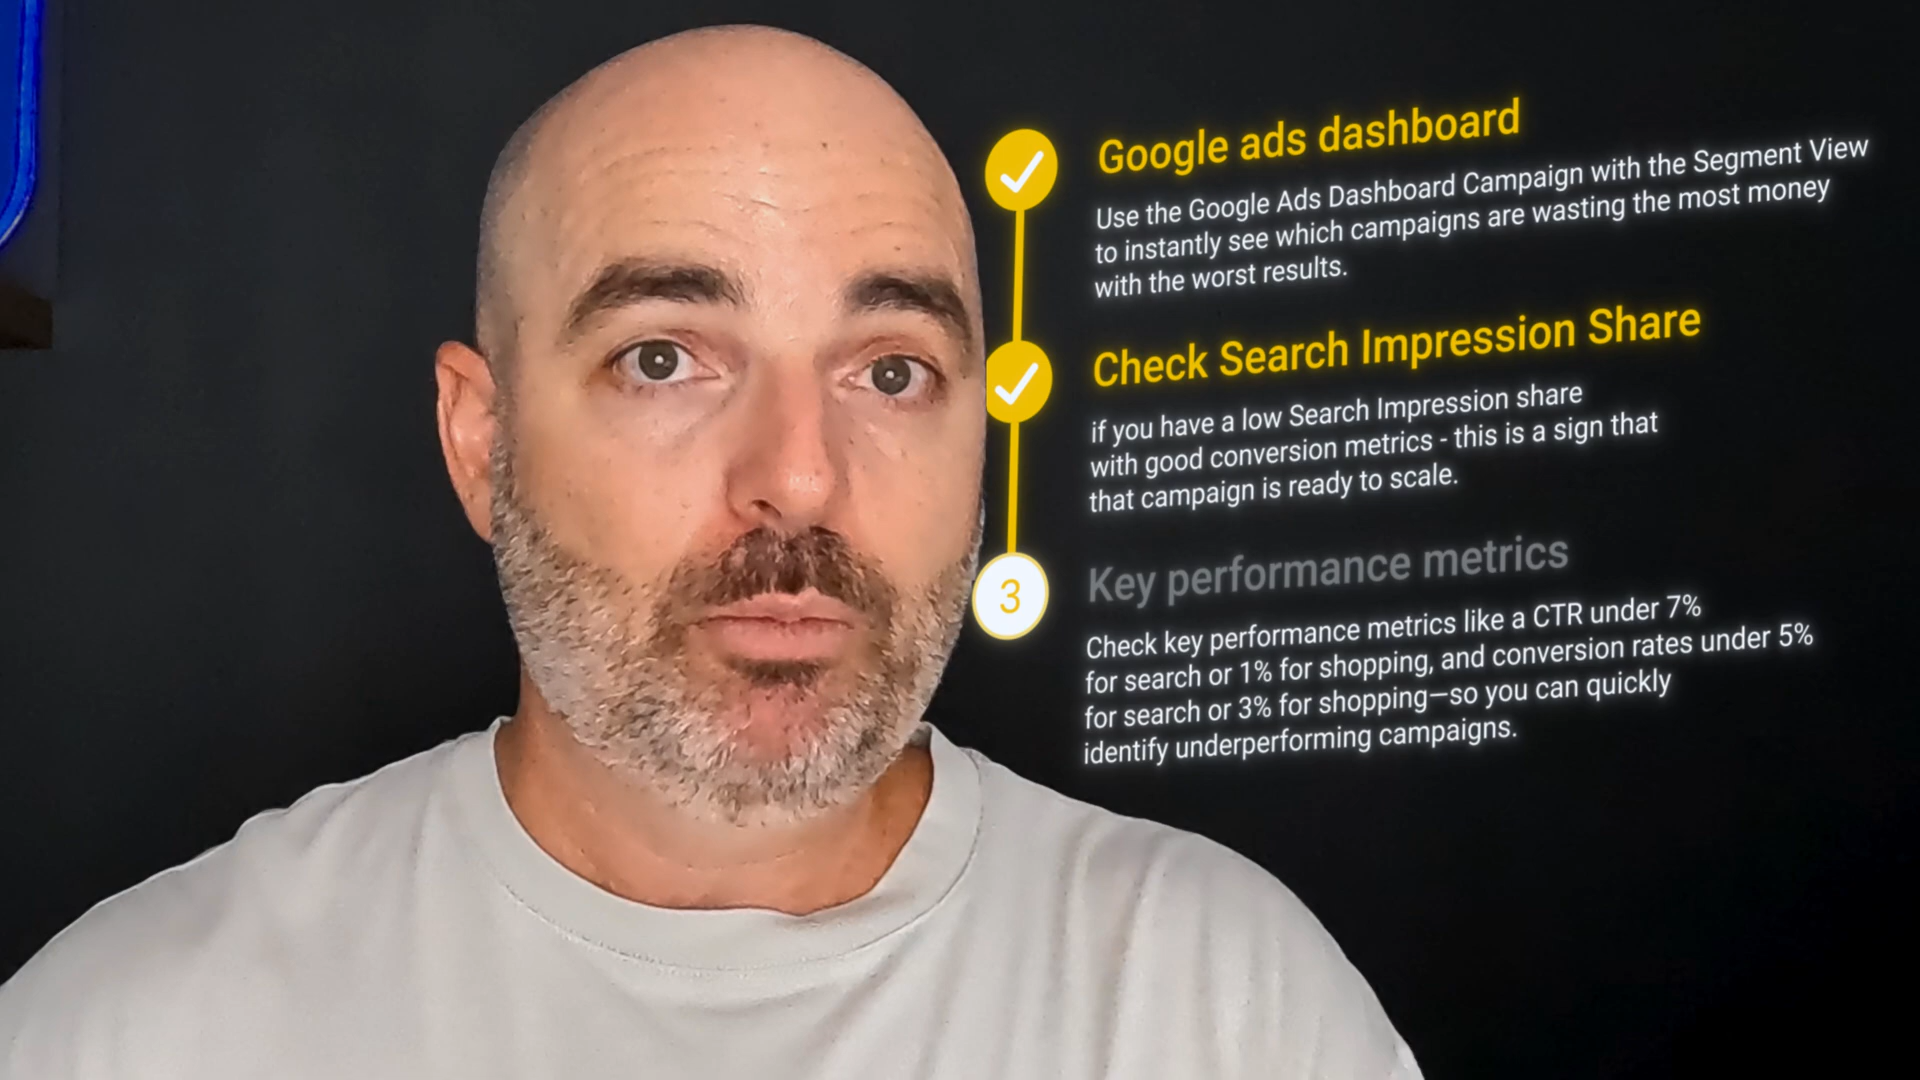 Google ads dashboard
Use the Google Ads Dashboard Campaign with the Segment View
to instantly see which campaigns are wasting the most money
with the worst results.
Check Search Impression Share
if you have a low Search Impression share
with good conversion metrics - this is a sign that
that campaign is ready to scale.
3
Key performance metrics
Check key performance metrics like a CTR under 7%
for search or 1% for shopping, and conversion rates under 5%
for search or 3% for shopping—so you can quickly
identify underperforming campaigns.